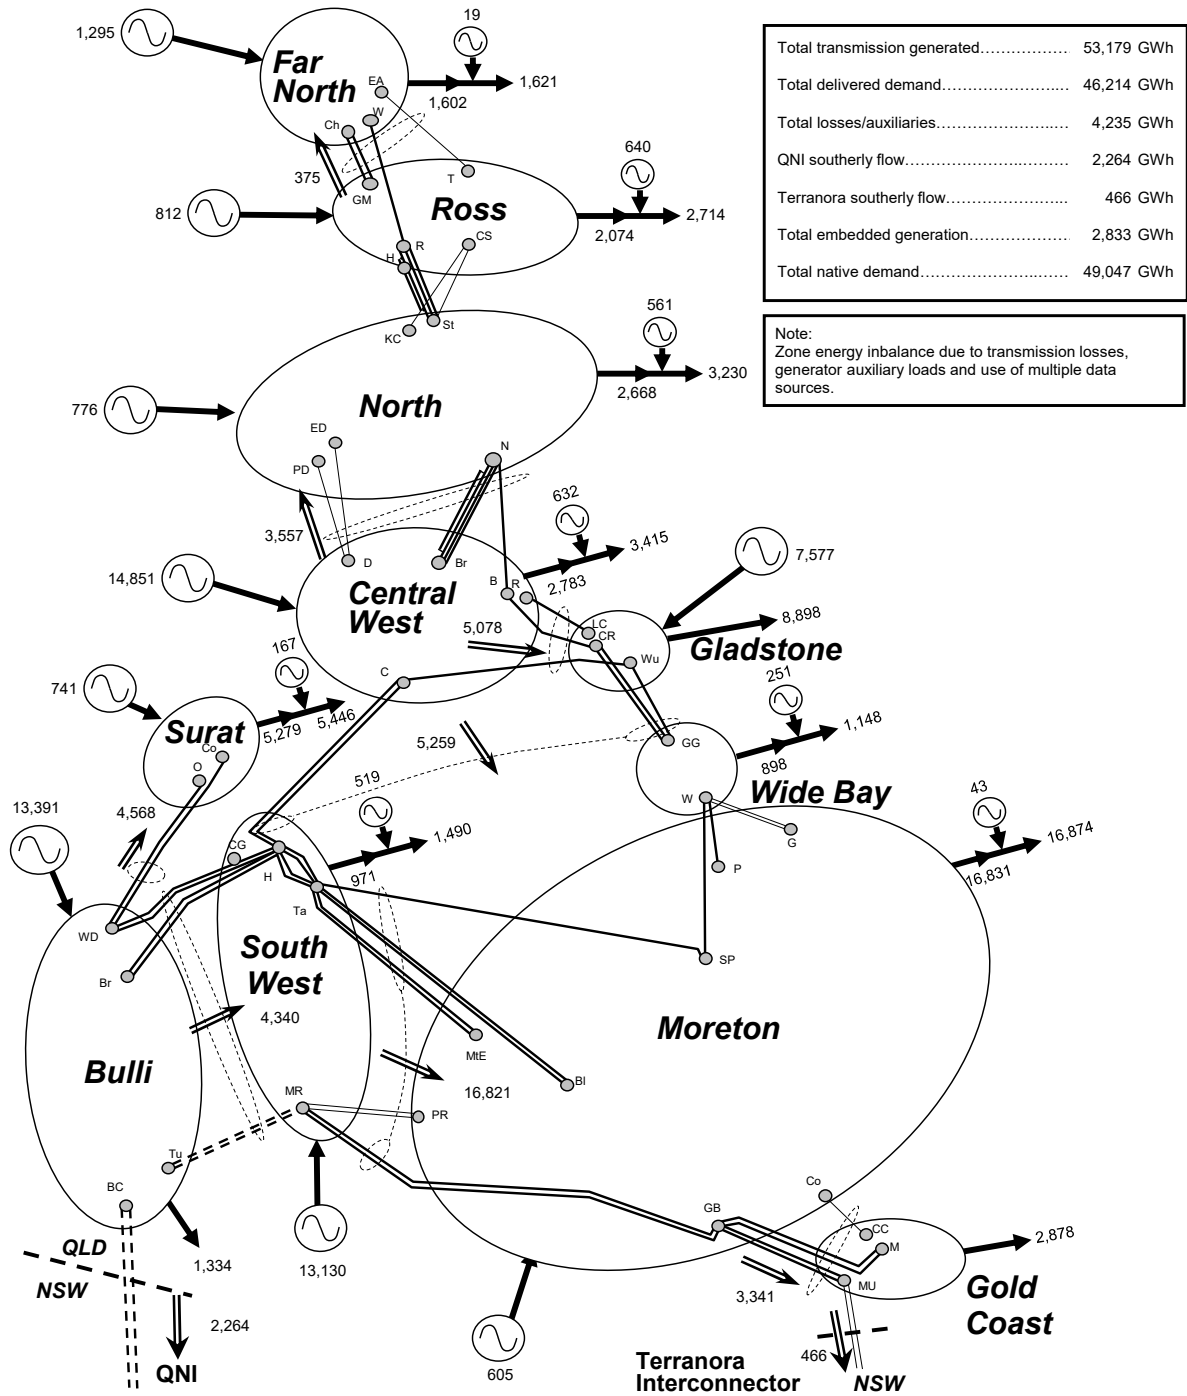 19
1,295
Far
North
EA
W
Ch
1,621
1,602
Total transmission generated................. 53,179 GWh
Total delivered demand........................ 46,214 GWh
Total losses/auxiliaries......................... 4,235 GWh
QNI southerly flow............................... 2,264 GWh
Terranora southerly flow...................... 466 GWh
Total embedded generation.................. 2,833 GWh
Total native demand............................ 49,047 GWh
375
GM
T
640
812
Ross
2,714
2,074
CS
R
H
St
KC
561
Note:
Zone energy inbalance due to transmission losses,
generator auxiliary loads and use of multiple data
sources.
3,230
2,668
776
North
ED
PD
N
632
3,557
3,415
7,577
14,851
D
Br
2,783
B
R
Central
West
8,898
5,078
LC
CR
Gladstone
Wu
167
251
741
C
Surat
5,279
5,446
1,148
Co
O
5,259
GG
898
519
Wide Bay
13,391
4,568
W
43
1,490
G
16,874
CG
971
16,831
H
P
Ta
WD
South
West
SP
Br
4,340
Moreton
MtE
Bulli
Bl
16,821
MR
PR
Tu
BC
Co
GB
CC
QLD
M
2,878
1,334
13,130
NSW
MU
3,341
Gold
Coast
2,264
466
QNI
605
Terranora
Interconnector
NSW